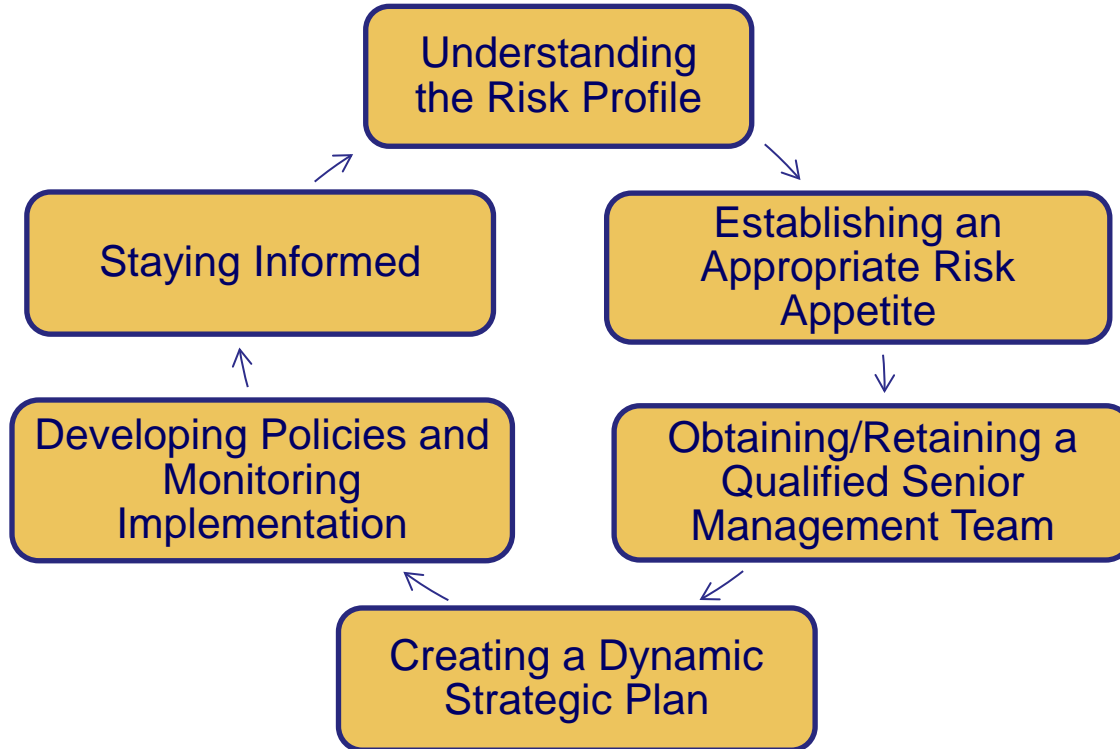 Understanding
the Risk Profile
Establishing an
Appropriate Risk
Appetite
Obtaining/Retaining a
Qualified Senior
Management Team
Creating a Dynamic
Strategic Plan
Developing Policies and
Monitoring
Implementation
Staying Informed